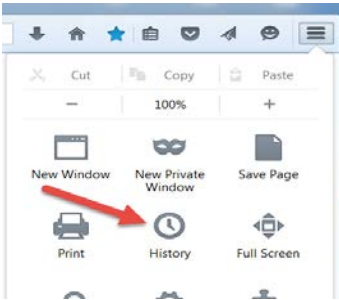 Cut Copy Paste
− 100% +
New Window New Private Save Page
Window
Print History Full Screen